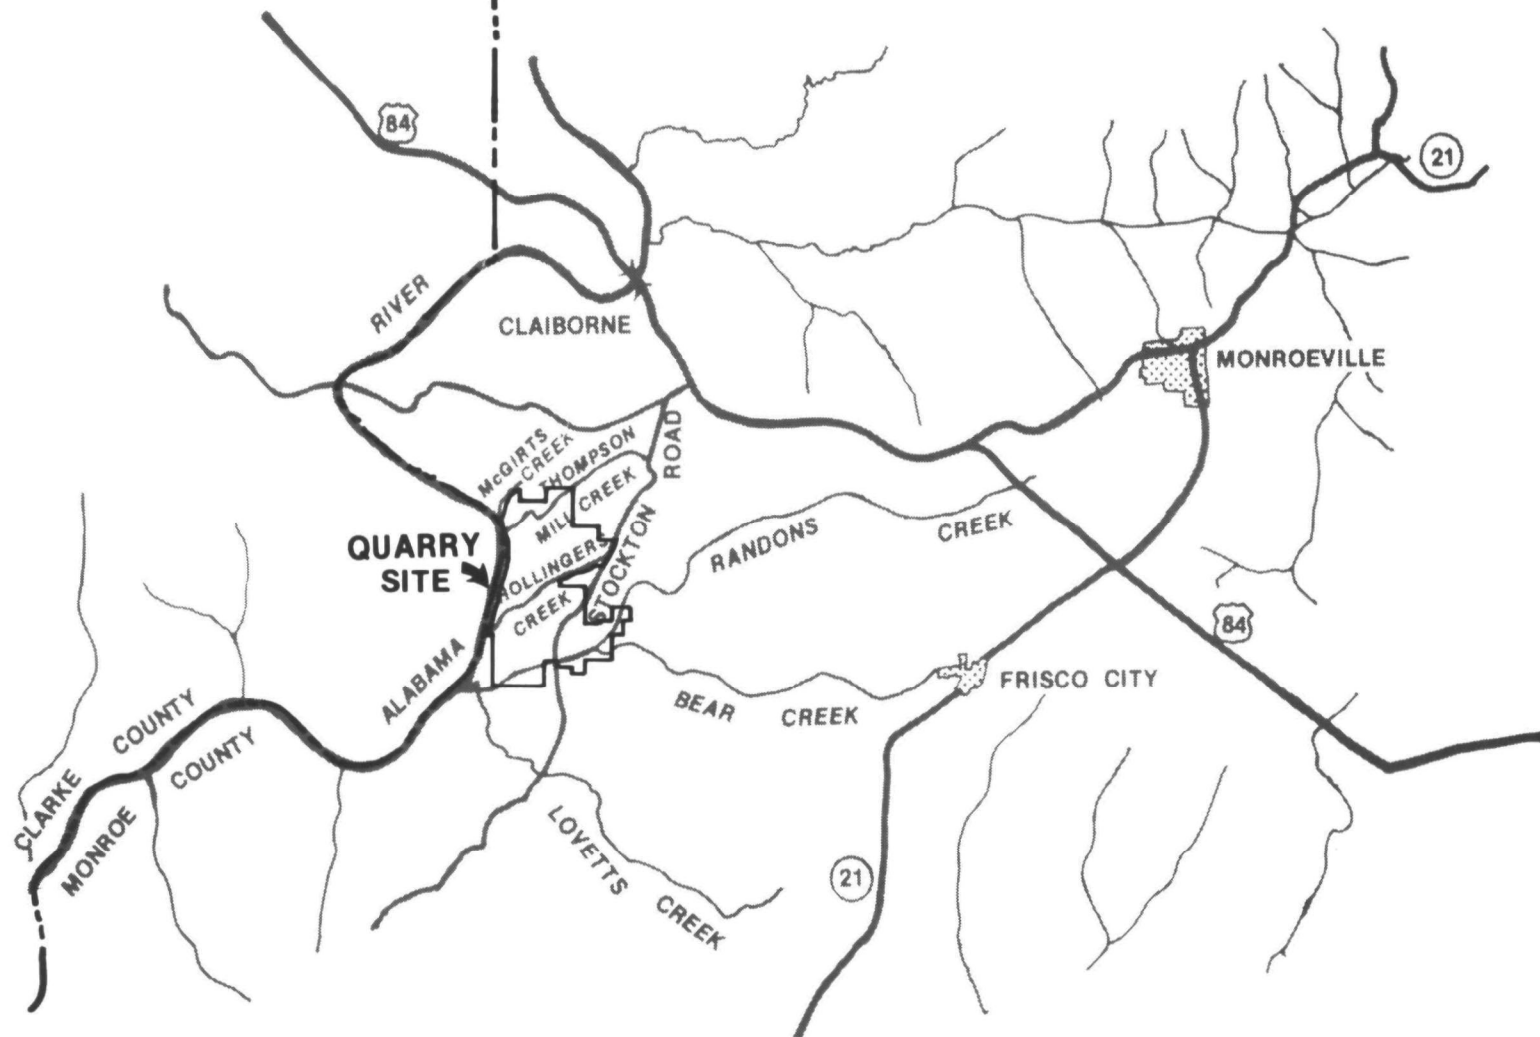 84
21
RIVER
CLAIBORNE
MONROEVILLE
McGIRTS
CREEK
THOMPSON
MILL CREEK
ROAD
STOCKTON
QUARRY
SITE
HOLLINGERS
CREEK
RANDONS CREEK
84
ALABAMA
FRISCO CITY
BEAR CREEK
CLARKE COUNTY
MONROE COUNTY
LOVETTS CREEK
21